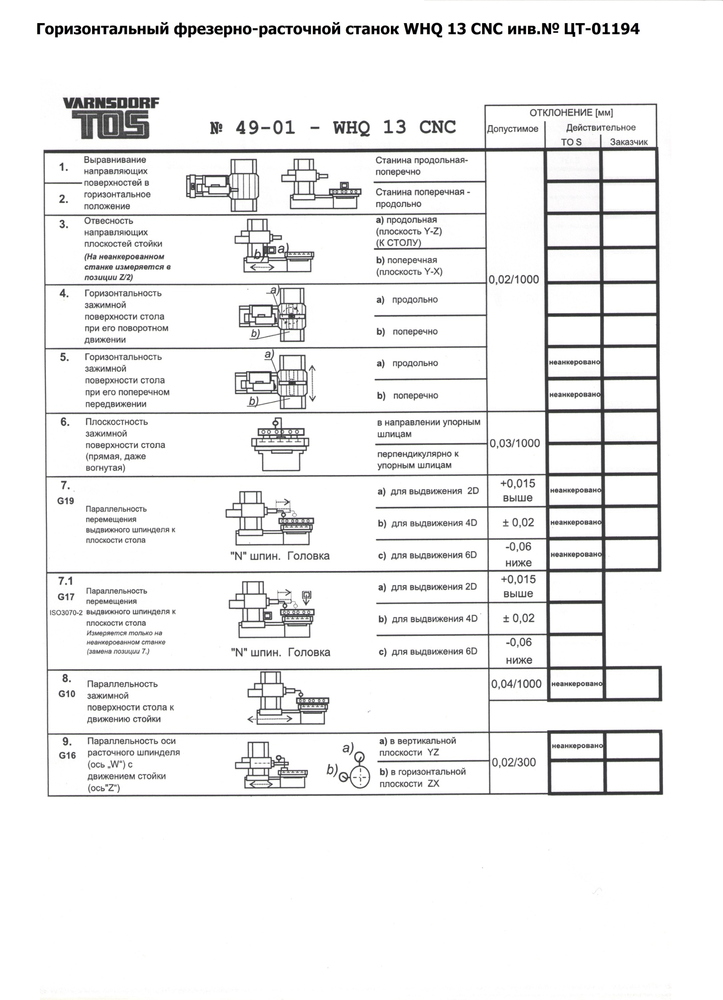 Горизонтальный фрезерно-расточной станок WHQ 13 CNC инв.№ ЦТ-01194
VARNSDORF
TOS
№ 49-01 - WHQ 13 CNC
ОТКЛОНЕНИЕ [мм]
Допустимое
Действительное
TO S
Заказчик
1.
2.
Выравнивание
направляющих
поверхностей в
горизонтальное
положение
Станина продольная-
поперечно
Станина поперечная -
продольно
3.
Отвесность
направляющих
плоскостей стойки
(На неанкерованном
станке измеряется в
позиции Z/2)
a)
b)
a) продольная
(плоскость Y-Z)
(К СТОЛУ)
b) поперечная
(плоскость Y-X)
0,02/1000
4.
Горизонтальность
зажимной
поверхности стола
при его поворотном
движении
a)
b)
a) продольно
b) поперечно
5.
Горизонтальность
зажимной
поверхности стола
при его поперечном
передвижении
a)
b)
a) продольно
неанкеровано
b) поперечно
неанкеровано
6.
Плоскостность
зажимной
поверхности стола
(прямая, даже
вогнутая)
в направлении упорным
шлицам
перпендикулярно к
упорным шлицам
0,03/1000
7.
G19
Параллельность
перемещения
выдвижного шпинделя к
плоскости стола
"N" шпин. Головка
a) для выдвижения 2D
+0,015
выше
неанкеровано
b) для выдвижения 4D
± 0,02
неанкеровано
c) для выдвижения 6D
-0,06
ниже
неанкеровано
7.1
G17
ISO3070-2
Параллельность
перемещения
выдвижного шпинделя к
плоскости стола
Измеряется только на
неанкерованном станке
(замена позиции 7.)
"N" шпин. Головка
a) для выдвижения 2D
+0,015
выше
b) для выдвижения 4D
± 0,02
c) для выдвижения 6D
-0,06
ниже
8.
G10
Параллельность
зажимной
поверхности стола к
движению стойки
0,04/1000
неанкеровано
9.
G16
Параллельность оси
расточного шпинделя
(ось „W“) с
движением стойки
(ось"Z“)
a)
b)
a) в вертикальной
плоскости YZ
b) в горизонтальной
плоскости ZX
0,02/300
неанкеровано